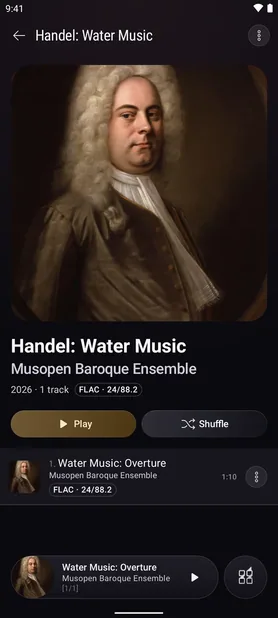 9:41
Handel: Water Music
Handel: Water Music
Musopen Baroque Ensemble
2026 · 1 track FLAC · 24/88.2
Play
Shuffle
1. Water Music: Overture
Musopen Baroque Ensemble
1:10
FLAC · 24/88.2
Water Music: Overture
Musopen Baroque Ensemble
[1/1]